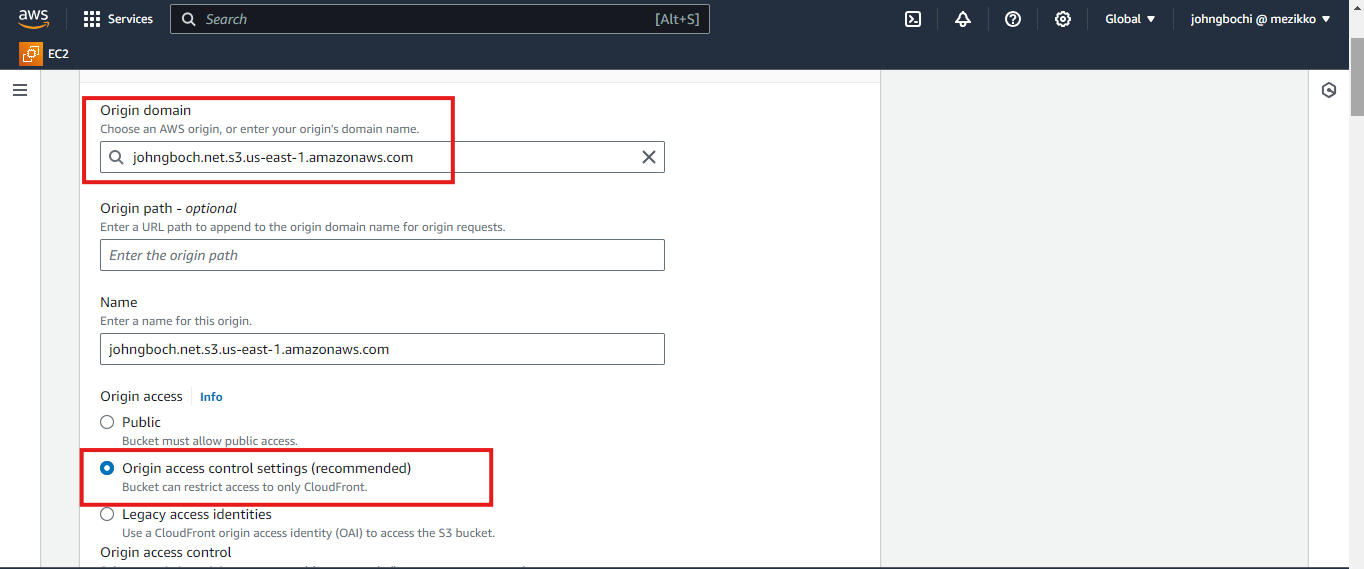 aws
Services
Search
[Alt+S]
Global
johngbochi @ mezikko
EC2
Origin domain
Choose an AWS origin, or enter your origin's domain name.
johngboch.net.s3.us-east-1.amazonaws.com
Origin path - optional
Enter a URL path to append to the origin domain name for origin requests.
Enter the origin path
Name
Enter a name for this origin.
johngboch.net.s3.us-east-1.amazonaws.com
Origin access
Info
Public
Bucket must allow public access.
Origin access control settings (recommended)
Bucket can restrict access to only CloudFront.
Legacy access identities
Use a CloudFront origin access identity (OAI) to access the S3 bucket.
Origin access control